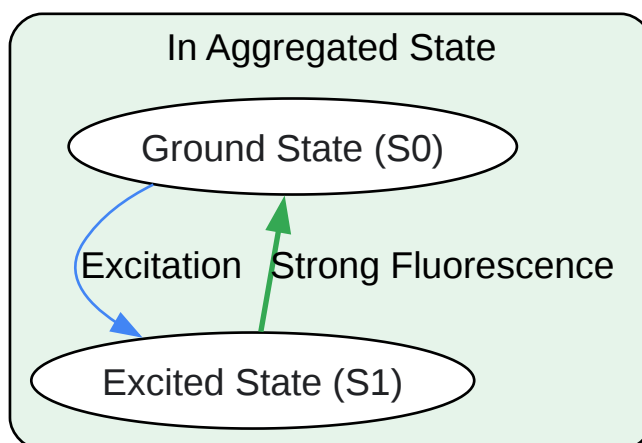 In Aggregated State
Ground State (S0)
Excitation
Strong Fluorescence
Excited State (S1)